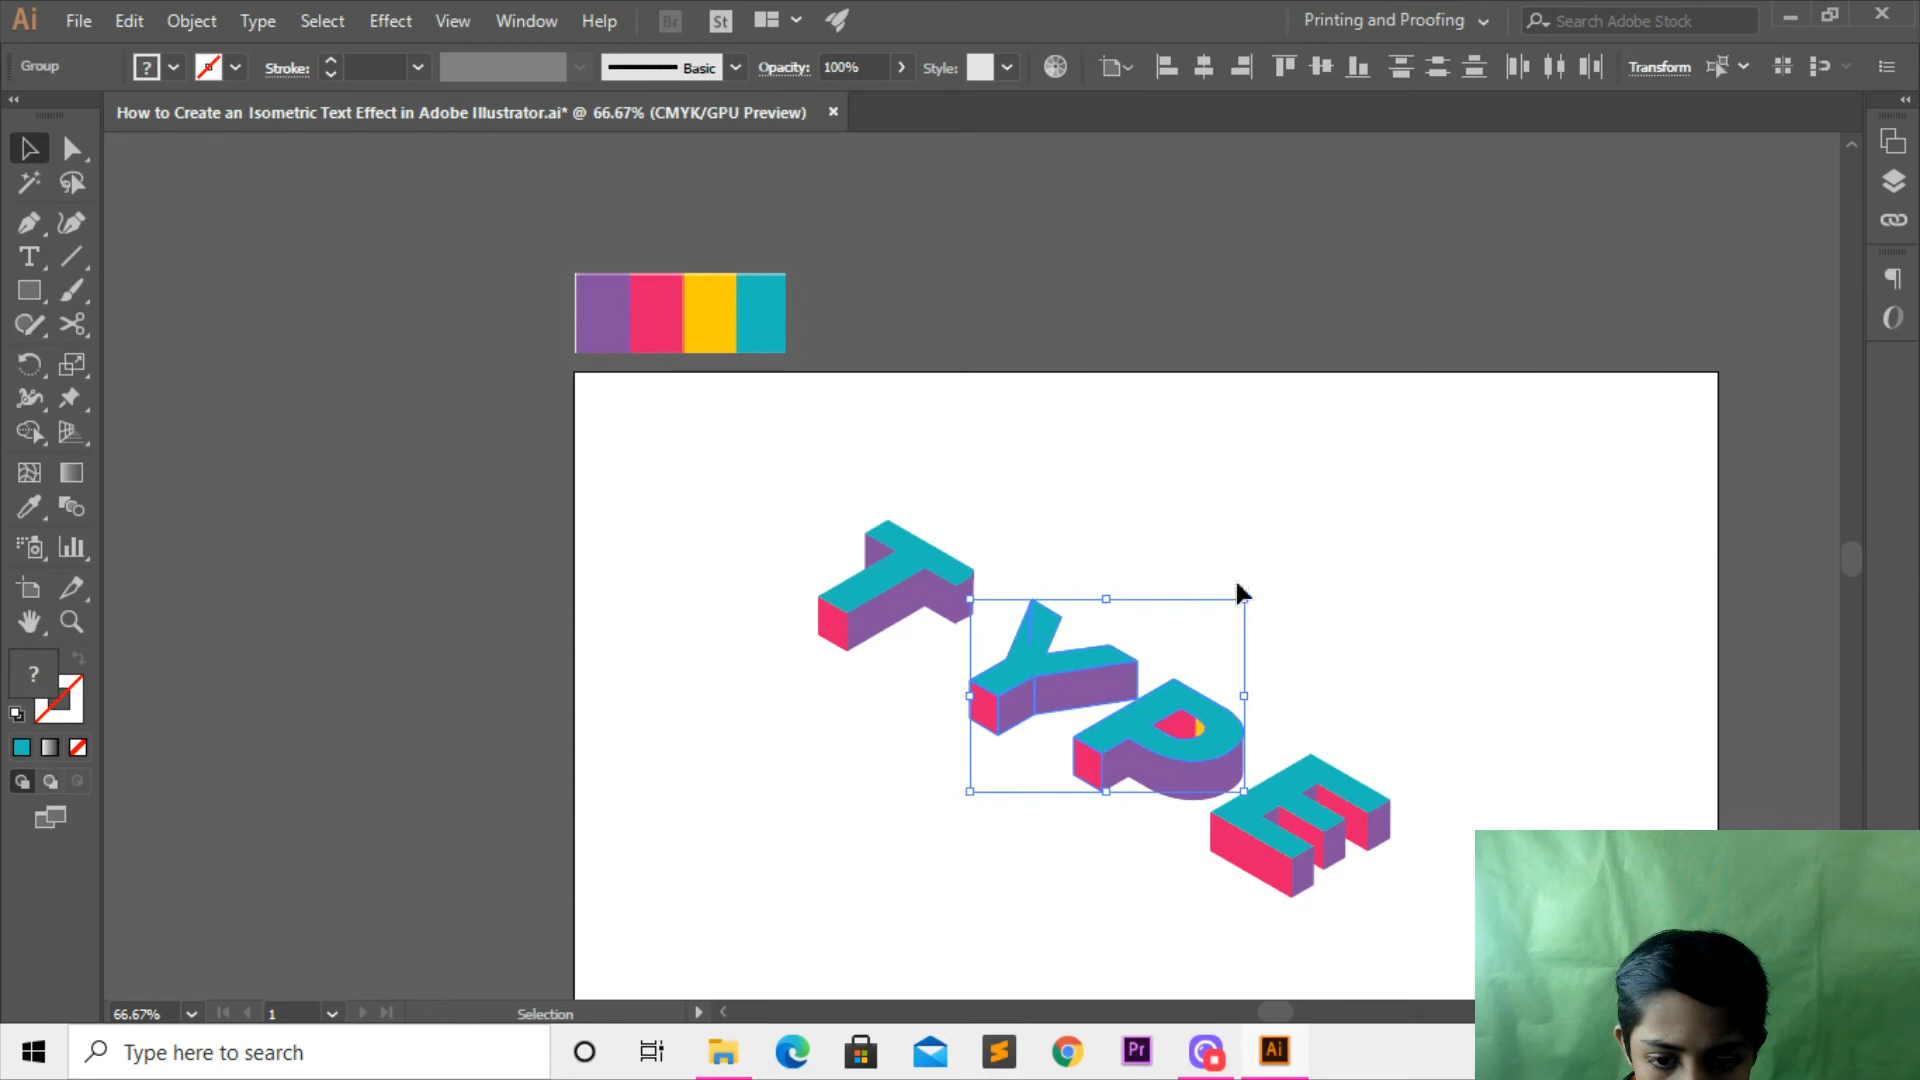 Ai File Edit Object Type Select Effect View Window Help Br St Printing and Proofing Search Adobe Stock
Group ? Stroke: Basic Opacity: 100% Style: Transform
How to Create an Isometric Text Effect in Adobe Illustrator.ai* @ 66.67% (CMYK/GPU Preview) ×
T
?
TYPE
66.67% 1 Selection
Type here to search Pr Ai